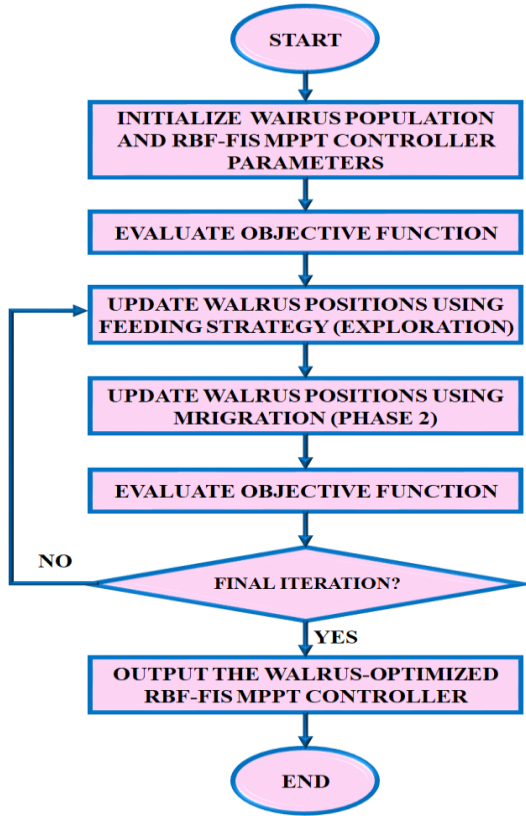 START
INITIALIZE WAIRUS POPULATION
AND RBF-FIS MPPT CONTROLLER
PARAMETERS
EVALUATE OBJECTIVE FUNCTION
UPDATE WALRUS POSITIONS USING
FEEDING STRATEGY (EXPLORATION)
UPDATE WALRUS POSITIONS USING
MRIGRATION (PHASE 2)
EVALUATE OBJECTIVE FUNCTION
NO
FINAL ITERATION?
YES
OUTPUT THE WALRUS-OPTIMIZED
RBF-FIS MPPT CONTROLLER
END